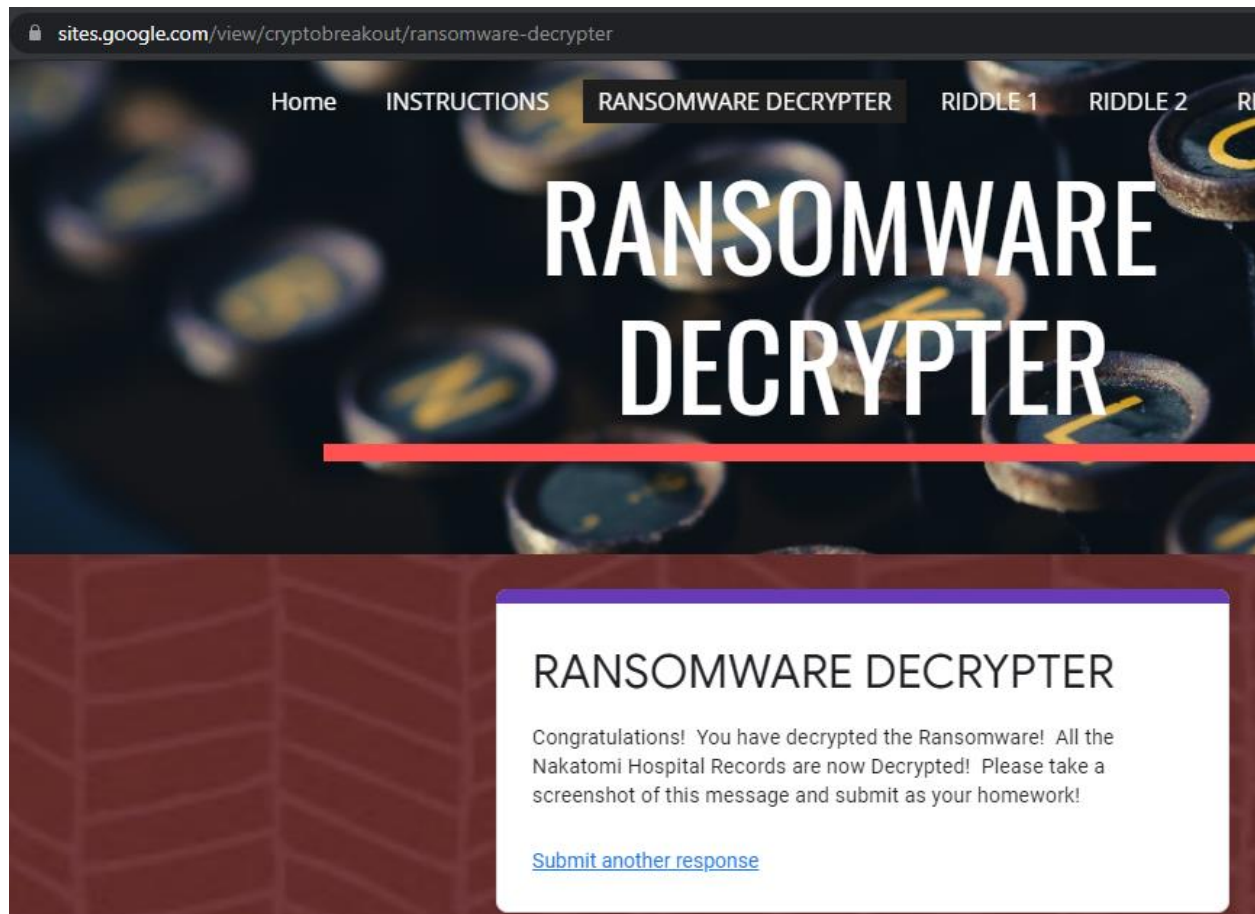 sites.google.com/view/cryptobreakout/ransomware-decrypter
Home INSTRUCTIONS RANSOMWARE DECRYPTER RIDDLE 1 RIDDLE 2
RANSOMWARE
DECRYPTER
RANSOMWARE DECRYPTER
Congratulations! You have decrypted the Ransomware! All the
Nakatomi Hospital Records are now Decrypted! Please take a
screenshot of this message and submit as your homework!
Submit another response